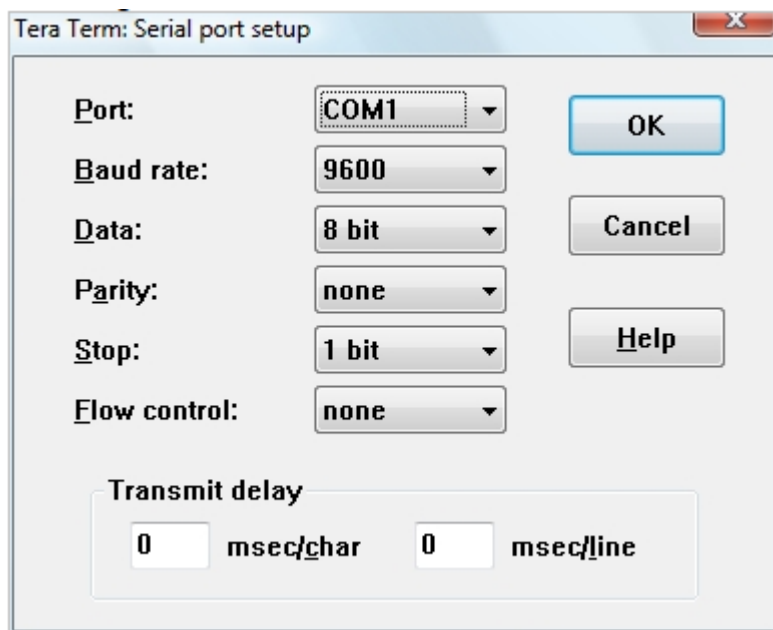 Tera Term: Serial port setup
Port: COM1 OK
Baud rate: 9600
Data: 8 bit Cancel
Parity: none
Stop: 1 bit Help
Flow control: none
Transmit delay
0 msec/char 0 msec/line